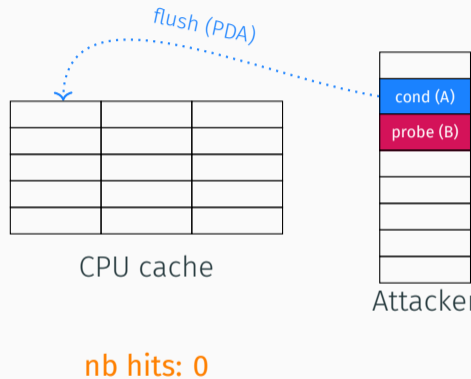 flush (PDA)
cond (A)
probe (B)
CPU cache
Attacker
nb hits: 0